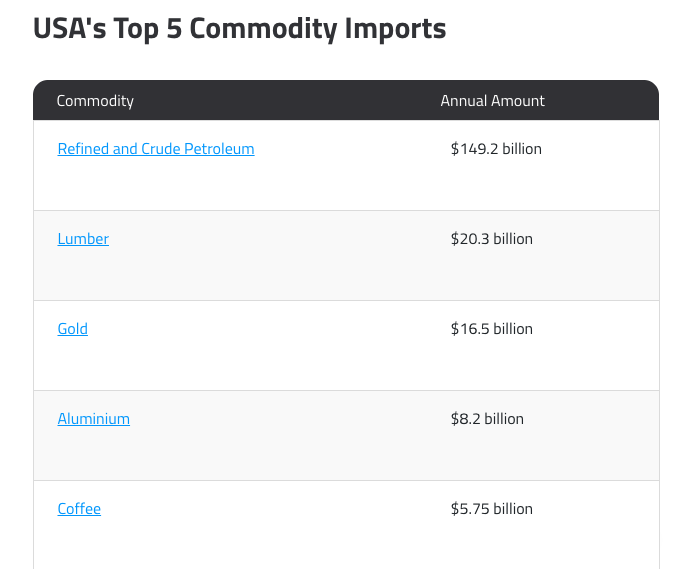 USA's Top 5 Commodity Imports
Commodity Annual Amount
Refined and Crude Petroleum $149.2 billion
Lumber $20.3 billion
Gold $16.5 billion
Aluminium $8.2 billion
Coffee $5.75 billion